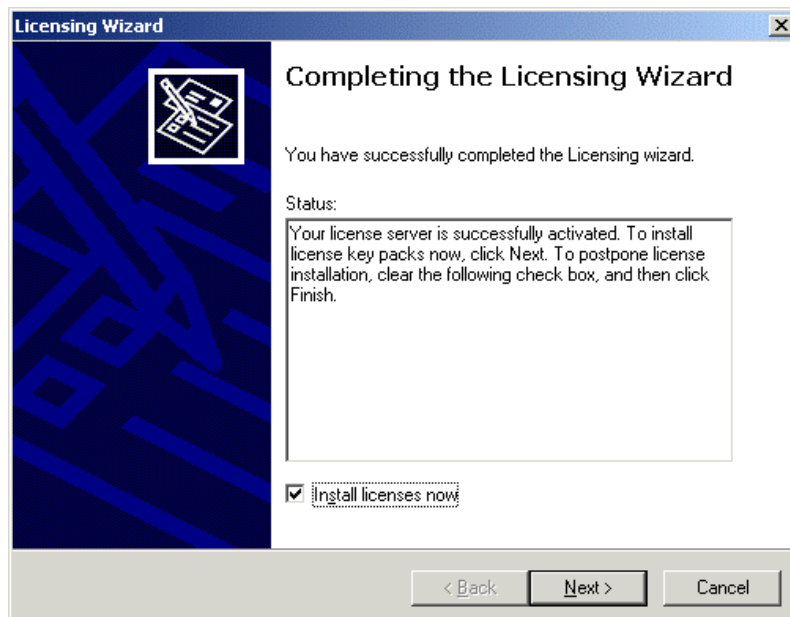 Licensing Wizard
Completing the Licensing Wizard
You have successfully completed the Licensing wizard.
Status:
Your license server is successfully activated. To install
license key packs now, click Next. To postpone license
installation, clear the following check box, and then click
Finish.
Install licenses now
< Back Next > Cancel